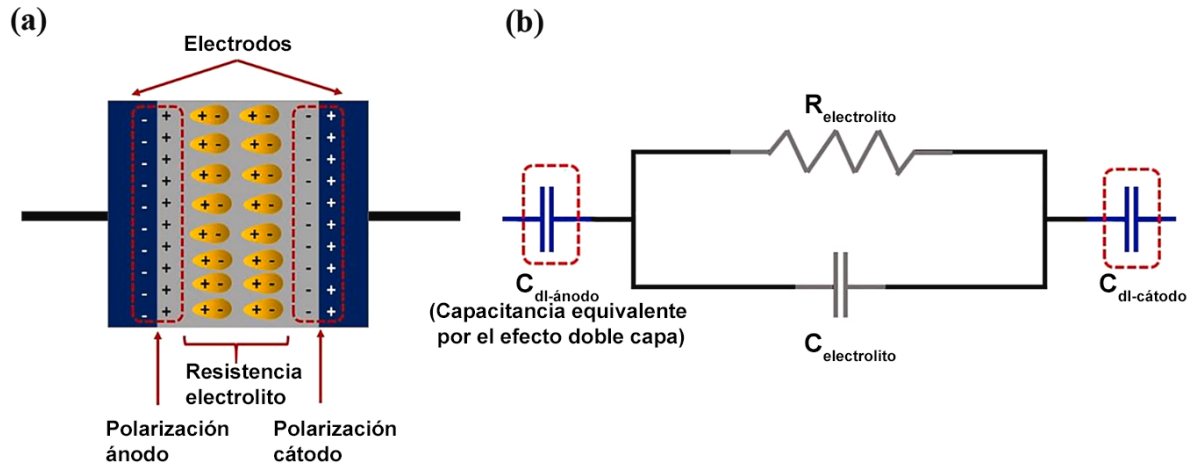 (a)
Electrodos
Resistencia
electrolito
Polarización
ánodo
Polarización
cátodo
(b)
R electrolito
C dl-ánodo
(Capacitancia equivalente
por el efecto doble capa)
C electrolito
C dl-cátodo